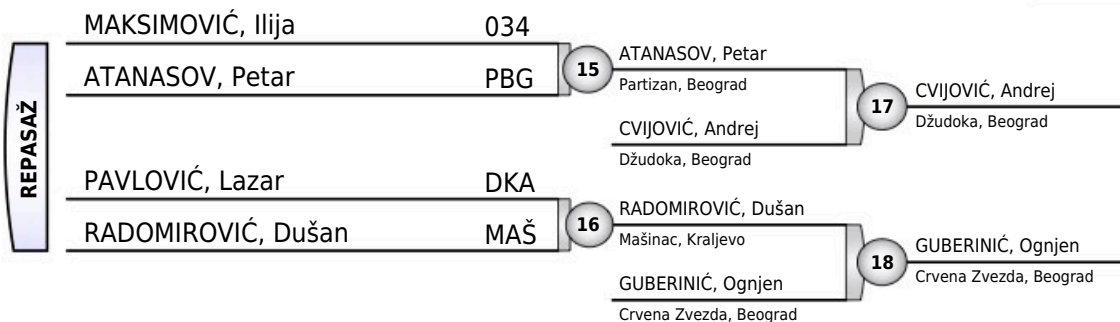 REPASAŽ
MAKSIMOVIĆ, Ilija 034
ATANASOV, Petar PBG
PAVLOVIĆ, Lazar DKA
RADOMIROVIĆ, Dušan MAŠ
15
ATANASOV, Petar
Partizan, Beograd
CVIJOVIĆ, Andrej
Džudoka, Beograd
16
RADOMIROVIĆ, Dušan
Mašinac, Kraljevo
GUBERINIĆ, Ognjen
Crvena Zvezda, Beograd
17
CVIJOVIĆ, Andrej
Džudoka, Beograd
18
GUBERINIĆ, Ognjen
Crvena Zvezda, Beograd